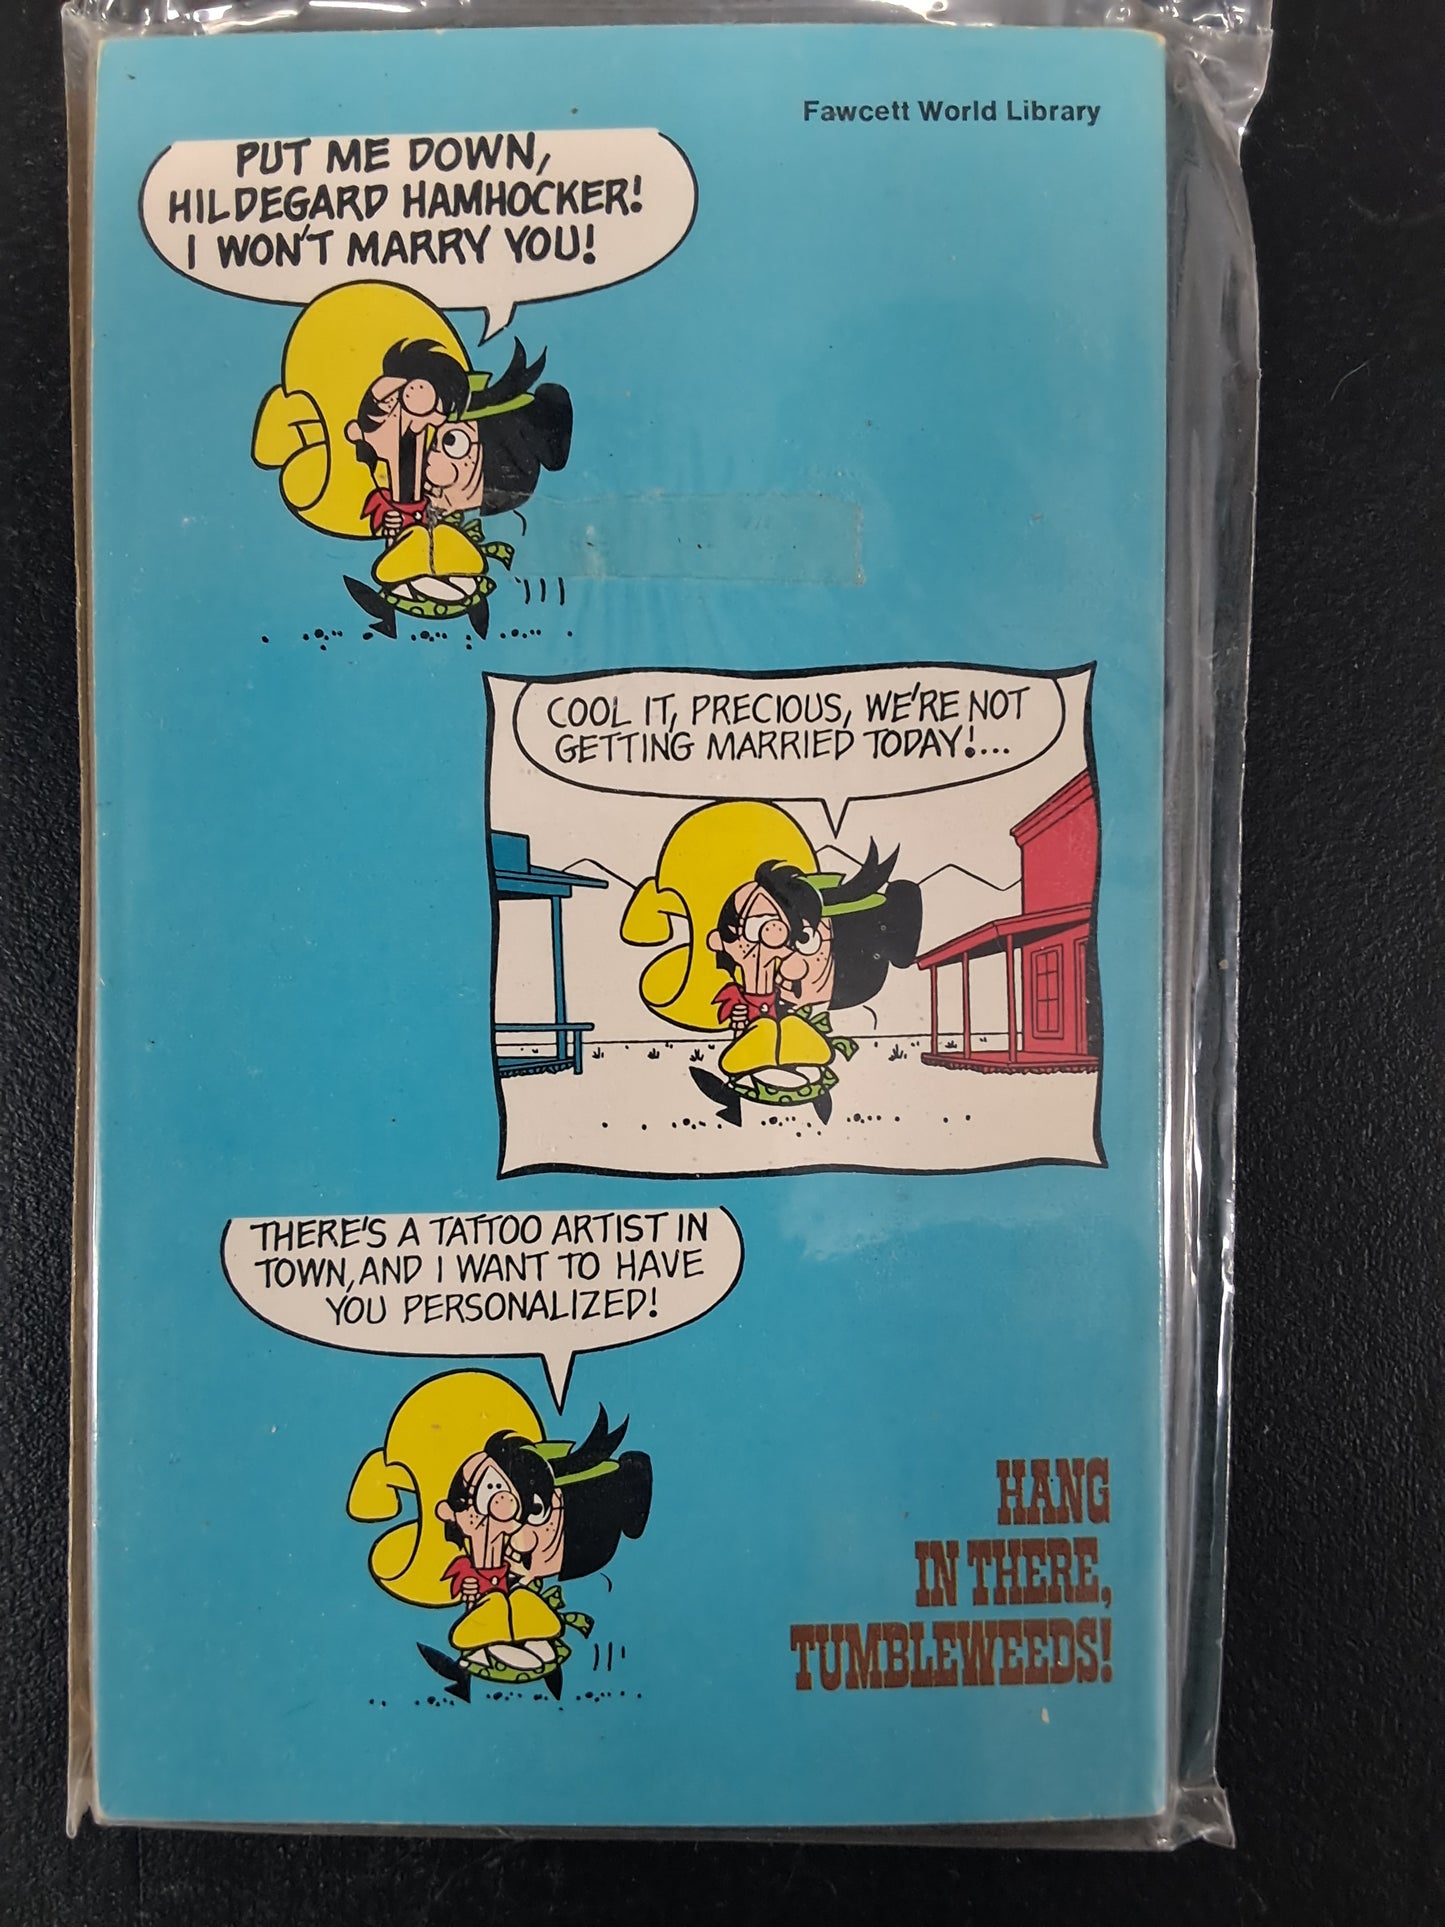 Fawcett World Library
PUT ME DOWN,
HILDEGARD HAMHOCKER!
I WON'T MARRY YOU!
COOL IT, PRECIOUS, WE'RE NOT
GETTING MARRIED TODAY!...
THERE'S A TATTOO ARTIST IN
TOWN, AND I WANT TO HAVE
YOU PERSONALIZED!
HANG
IN THERE,
TUMBLEWEEDS!